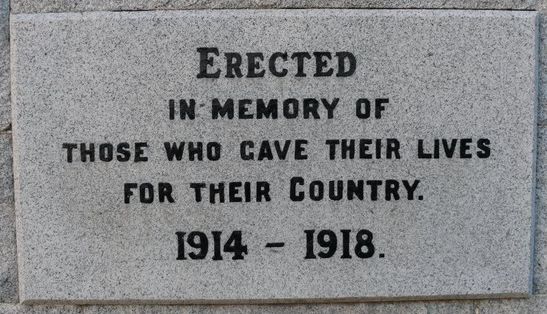 ERECTED
IN MEMORY OF
THOSE WHO GAVE THEIR LIVES
FOR THEIR COUNTRY.
1914 – 1918.